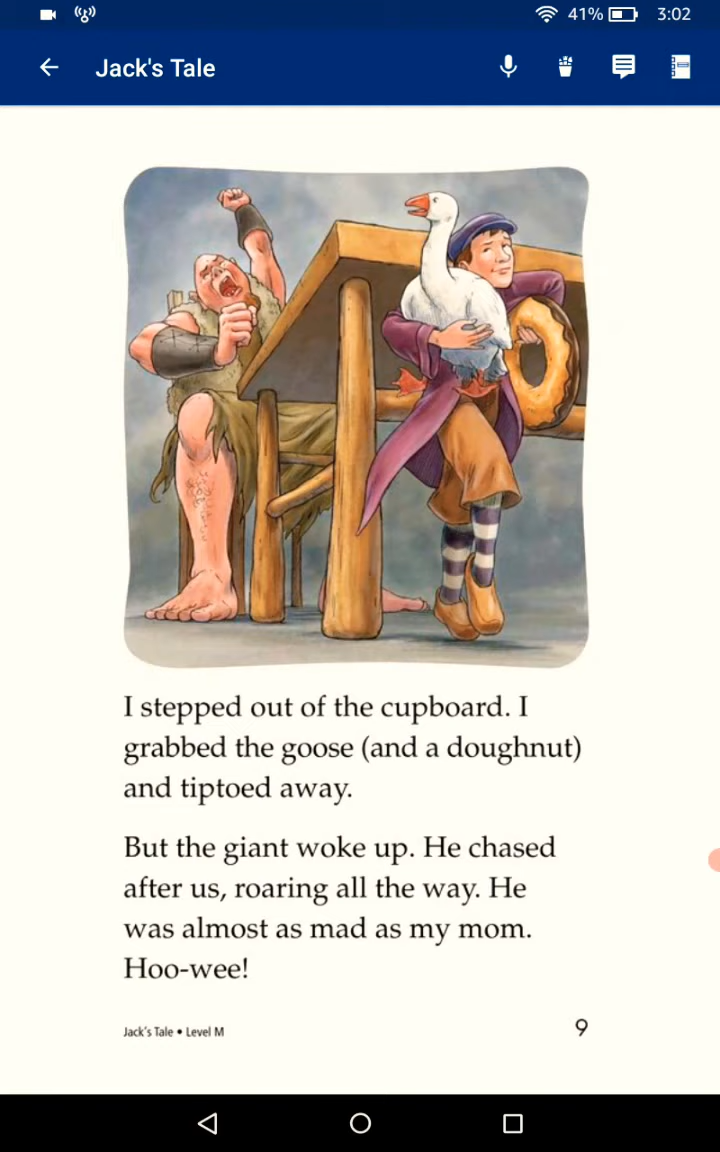 41% 3:02
Jack's Tale
I stepped out of the cupboard. I
grabbed the goose (and a doughnut)
and tiptoed away.
But the giant woke up. He chased
after us, roaring all the way. He
was almost as mad as my mom.
Hoo-wee!
Jack's Tale • Level M 9